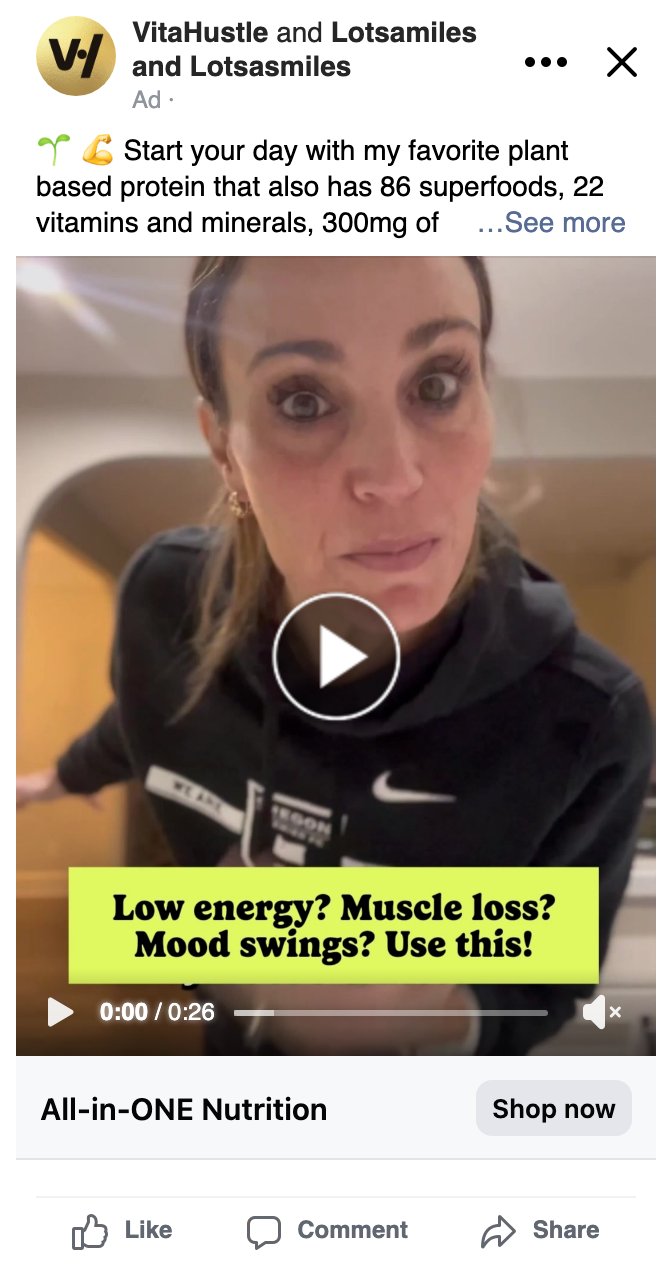 VitaHustle and Lotsamiles
and Lotsasmiles
Ad ·
🌱 💪 Start your day with my favorite plant
based protein that also has 86 superfoods, 22
vitamins and minerals, 300mg of ...See more
WE ARE
Low energy? Muscle loss?
Mood swings? Use this!
0:00 / 0:26
All-in-ONE Nutrition
Shop now
Like Comment Share